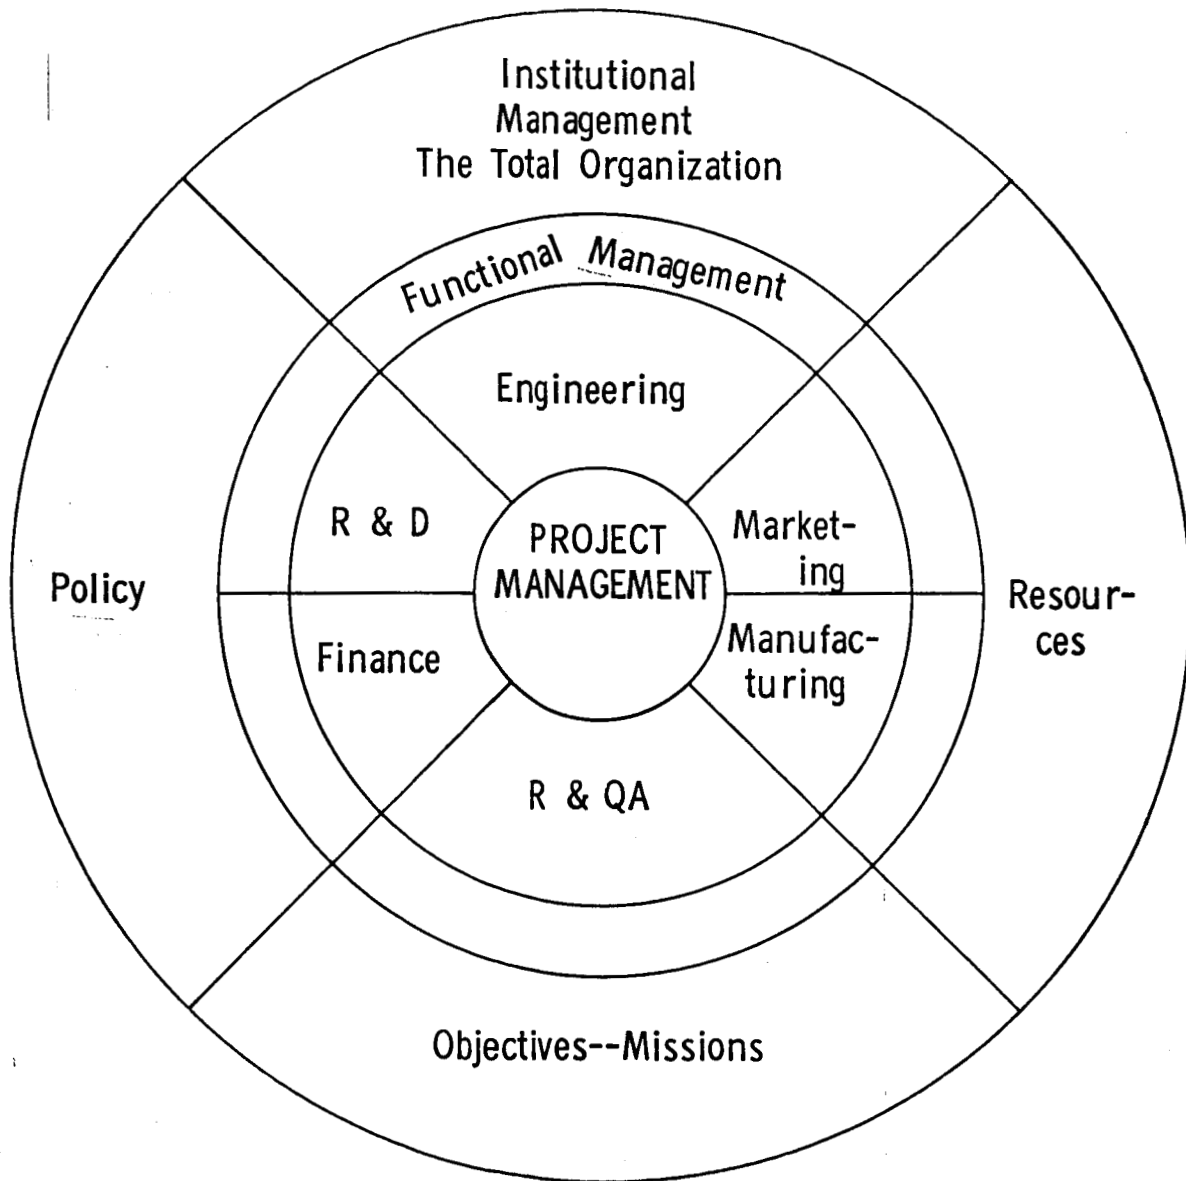 Institutional
Management
The Total Organization
Functional Management
Engineering
R & D
PROJECT
MANAGEMENT
Market-
ing
Policy
Resour-
ces
Finance
Manufac-
turing
R & QA
Objectives--Missions